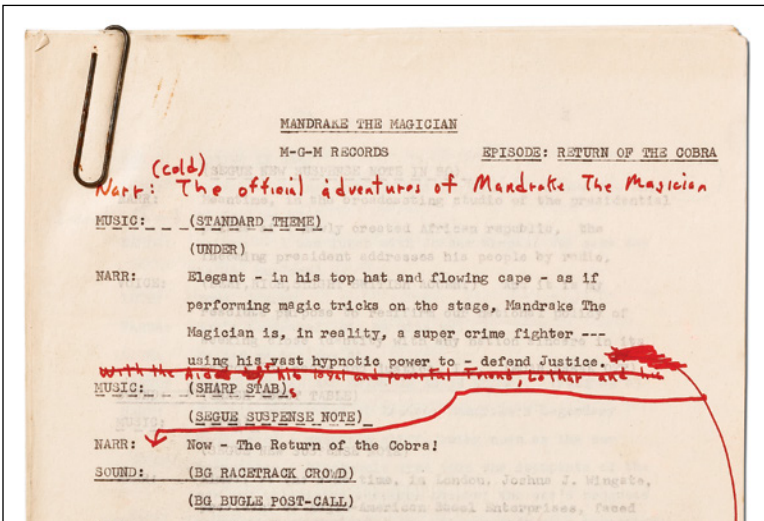 MANDRAKE THE MAGICIAN
M-G-M RECORDS EPISODE: RETURN OF THE COBRA
(cold)
Narr: The official adventures of Mandrake The Magician
MUSIC: (STANDARD THEME)
(UNDER)
NARR: Elegant - in his top hat and flowing cape - as if
performing magic tricks on the stage, Mandrake The
Magician is, in reality, a super crime fighter ---
using his vast hypnotic power to - defend Justice.
With the Aide of his loyal and powerful friend, Lothar and his
MUSIC: (SHARP STAB)
(SEGUE SUSPENSE NOTE)
NARR: Now - The Return of the Cobra!
SOUND: (BG RACETRACK CROWD)
(BG BUGLE POST-CALL)